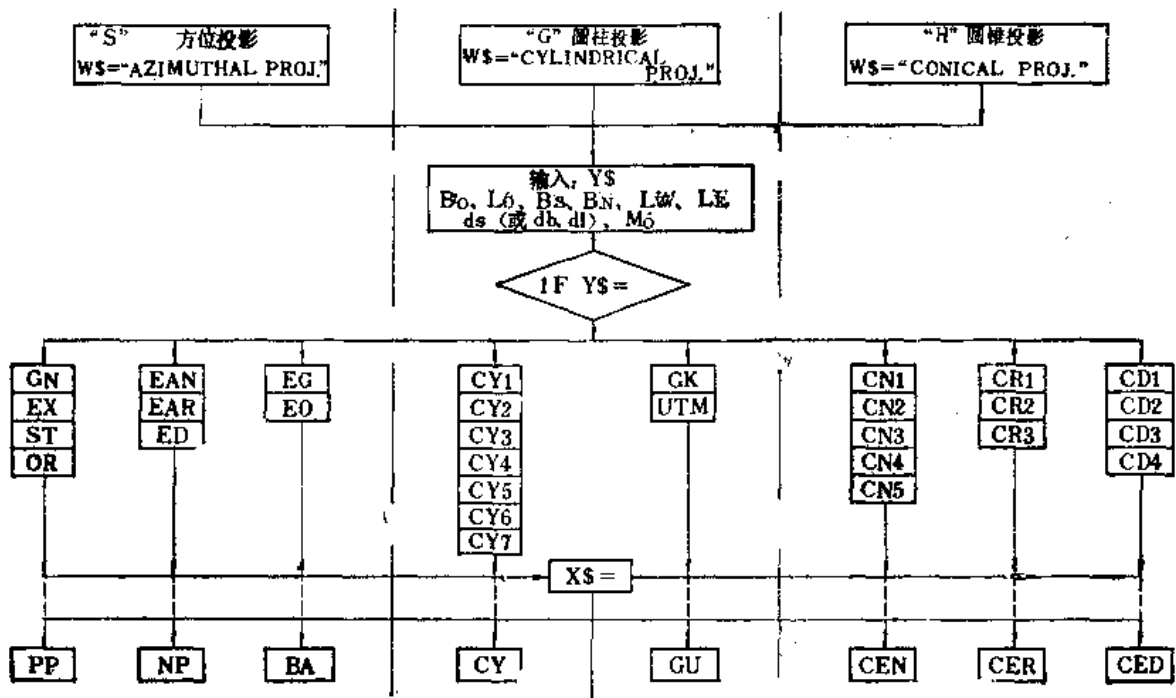 "S" 方位投影
W$="AZIMUTHAL PROJ."
"G" 圆柱投影
W$="CYLINDRICAL
PROJ."
"H" 圆锥投影
W$="CONICAL PROJ."
输入: Y$
B0、L0、Bs、BN、LW、LE
ds (或db、dl)、M0
IF Y$=
GN
EX
ST
OR
EAN
EAR
ED
EG
EO
CY1
CY2
CY3
CY4
CY5
CY6
CY7
GK
UTM
CN1
CN2
CN3
CN4
CN5
CR1
CR2
CR3
CD1
CD2
CD3
CD4
X$=
PP
NP
BA
CY
GU
CEN
CER
CED